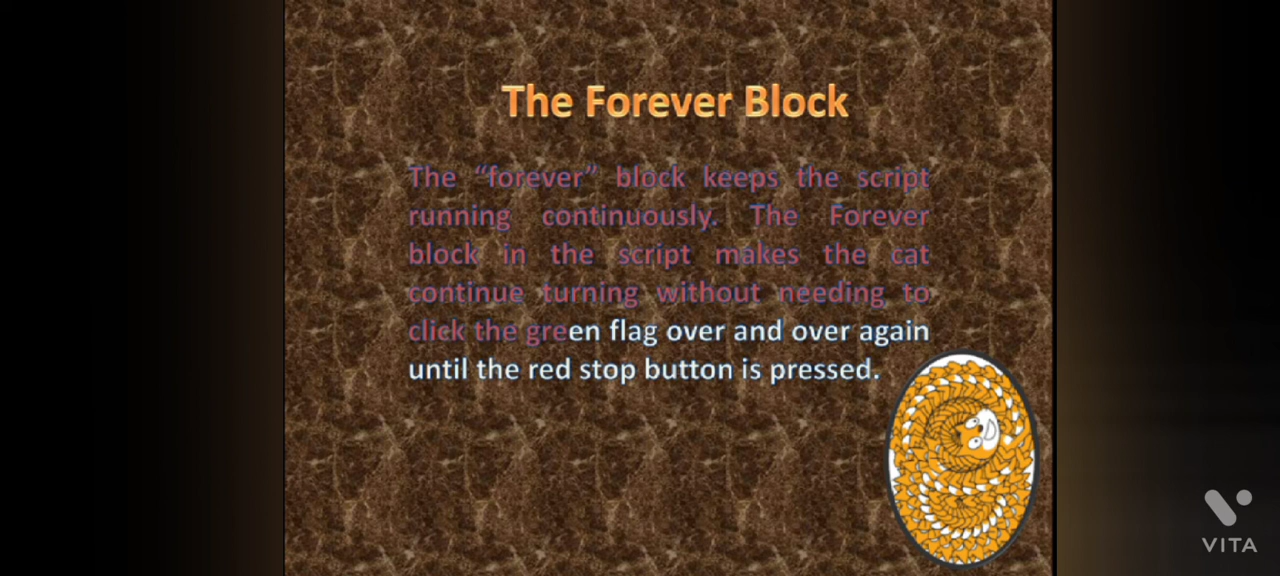 The Forever Block
The “forever” block keeps the script
running continuously. The Forever
block in the script makes the cat
continue turning without needing to
click the green flag over and over again
until the red stop button is pressed.
VITA